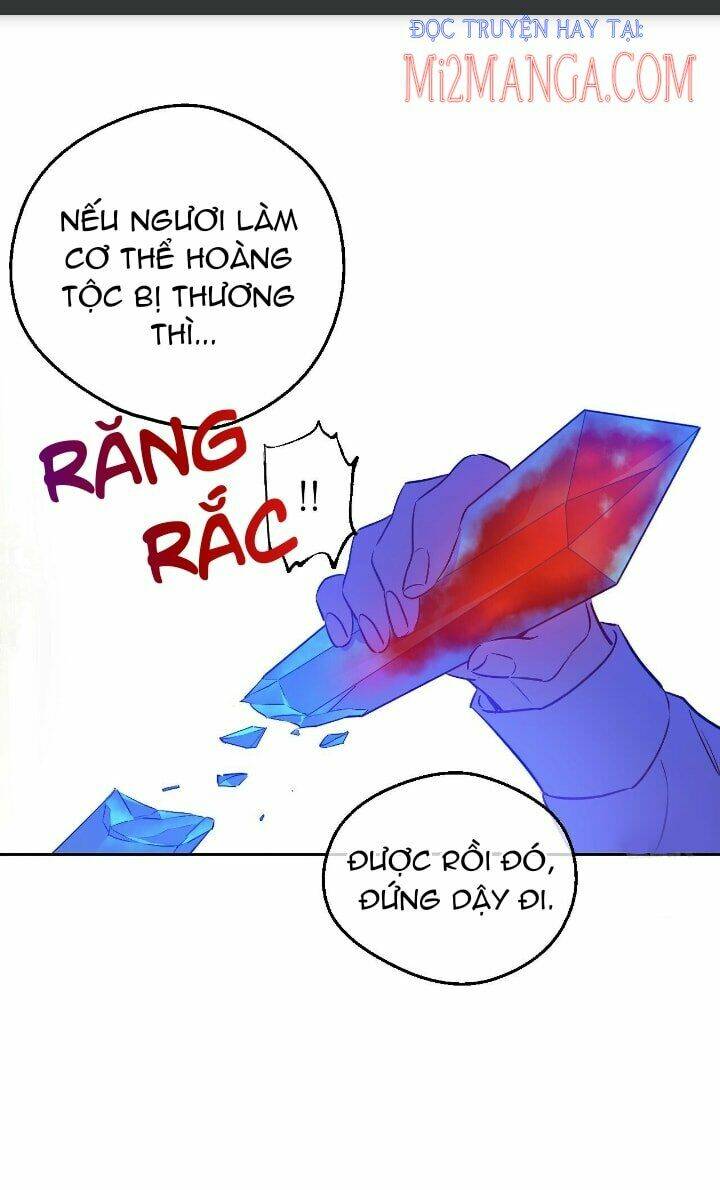 ĐỌC TRUYỆN HAY TẠI:
MI2MANGA.COM
NẾU NGƯƠI LÀM
CƠ THỂ HOÀNG
TỘC BỊ THƯƠNG
THÌ...
RĂNG
RẮC
!!
ĐƯỢC RỒI ĐÓ,
ĐỨNG DẬY ĐI.